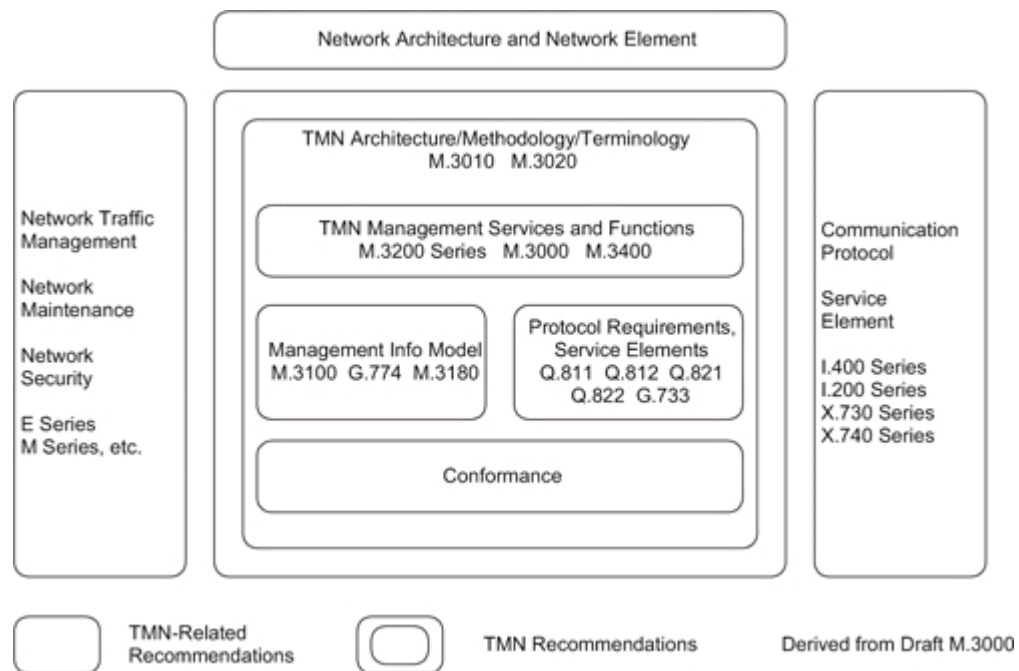 Network Architecture and Network Element
Network Traffic
Management
Network
Maintenance
Network
Security
E Series
M Series, etc.
TMN Architecture/Methodology/Terminology
M.3010 M.3020
TMN Management Services and Functions
M.3200 Series M.3000 M.3400
Management Info Model
M.3100 G.774 M.3180
Protocol Requirements,
Service Elements
Q.811 Q.812 Q.821
Q.822 G.733
Conformance
Communication
Protocol
Service
Element
I.400 Series
I.200 Series
X.730 Series
X.740 Series
TMN-Related
Recommendations
TMN Recommendations
Derived from Draft M.3000